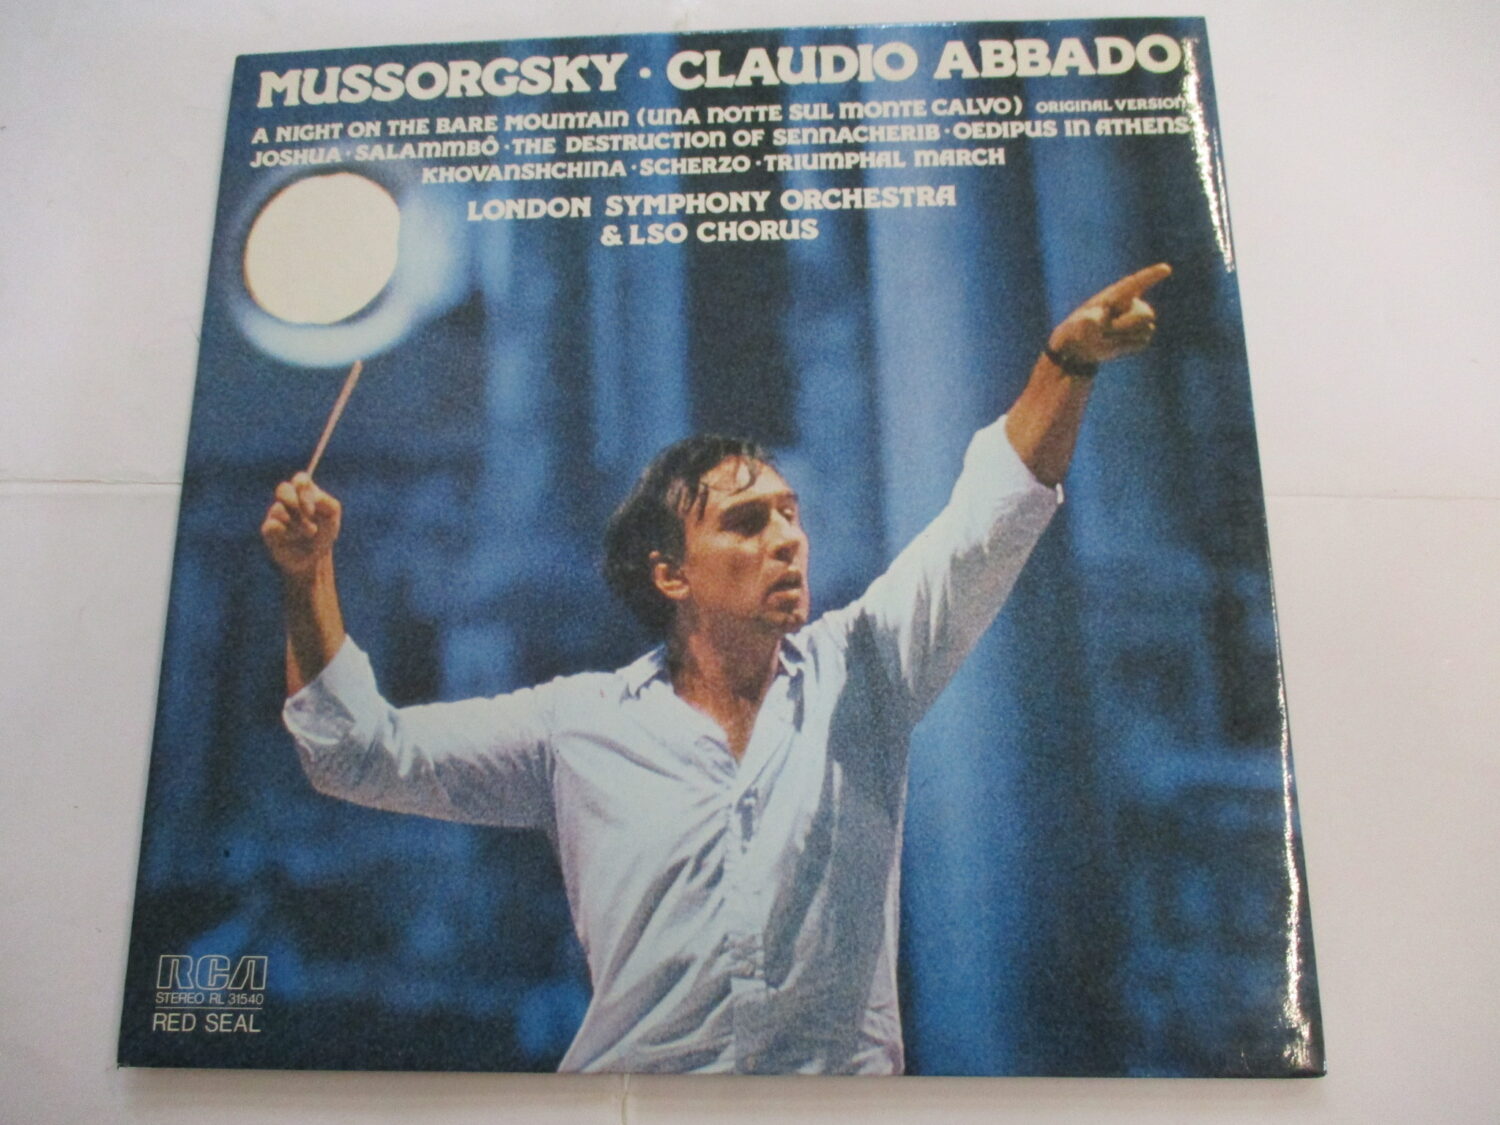 MUSSORGSKY · CLAUDIO ABBADO
A NIGHT ON THE BARE MOUNTAIN (UNA NOTTE SUL MONTE CALVO) ORIGINAL VERSION
JOSHUA · SALAMMBÔ · THE DESTRUCTION OF SENNACHERIB · OEDIPUS IN ATHENS
KHOVANSHCHINA · SCHERZO · TRIUMPHAL MARCH
LONDON SYMPHONY ORCHESTRA
& LSO CHORUS
RCA
STEREO RL 31540
RED SEAL